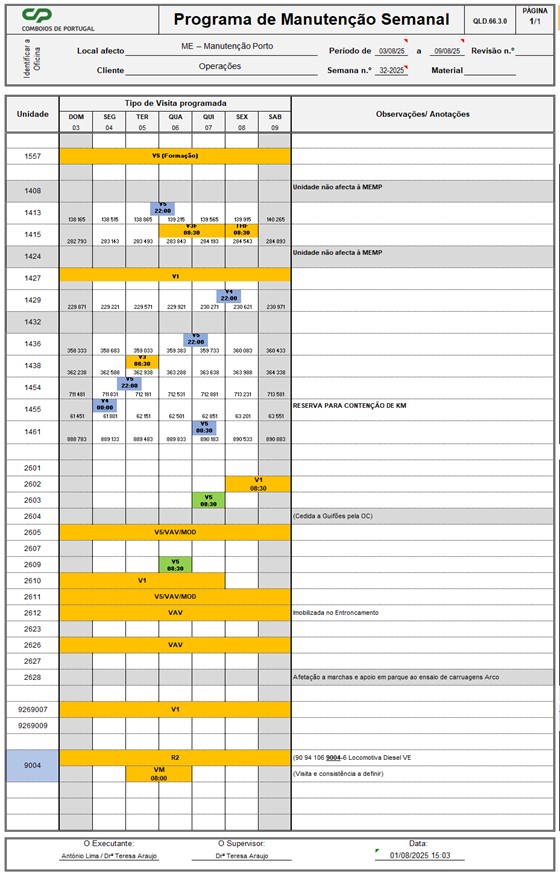 CP
COMBOIOS DE PORTUGAL
Programa de Manutenção Semanal
QLD.66.3.0
PÁGINA
1/1
Identificar a Oficina
Local afecto ME – Manutenção Porto
Período de 03/08/25 a 09/08/25 Revisão n.º
Cliente Operações
Semana n.º 32-2025 Material
Unidade
Tipo de Visita programada
Observações/ Anotações
DOM SEG TER QUA QUI SEX SAB
03 04 05 06 07 08 09
1557 V5 (Formação)
1408 Unidade não afecta à MEMP
1413 V5 22:00
138 165 138 515 138 865 139 215 139 565 139 915 140 265
1415 V3F 08:30 08:30
282 793 283 143 283 493 283 843 284 193 284 543 284 893
1424 Unidade não afecta à MEMP
1427 V1
1429 V4 22:00
228 871 229 221 229 571 229 921 230 271 230 621 230 971
1432
1436 V5 22:00
358 333 358 683 359 033 359 383 359 733 360 083 360 433
1438 V3 08:30
362 238 362 588 362 938 363 288 363 638 363 988 364 338
1454 V5 22:00
711 481 711 831 712 181 712 531 712 881 713 231 713 581
1455 V4 00:00 RESERVA PARA CONTENÇÃO DE KM
61 451 61 801 62 151 62 501 62 851 63 201 63 551
1461 V5 00:30
888 783 889 133 889 483 889 833 890 183 890 533 890 883
2601
2602 V1 08:30
2603 V5 08:30
2604 (Cedida a Guifões pela OC)
2605 V5/VAV/MOD
2607
2609 V5 08:30
2610 V1
2611 V5/VAV/MOD
2612 VAV Imobilizada no Entroncamento
2623
2626 VAV
2627
2628 Afetação a marchas e apoio em parque ao ensaio de carruagens Arco
9269007 V1
9269009
9004 R2 (90 94 106 9004-6 Locomotiva Diesel VE
VM 08:00 (Visita e consistência a definir)
O Executante: O Supervisor: Data:
António Lima / Drª Teresa Araujo Drª Teresa Araujo 01/08/2025 15:03